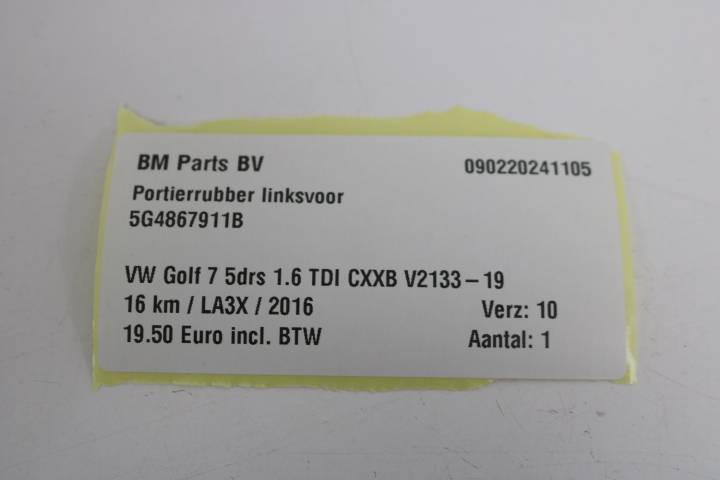 BM Parts BV 090220241105
Portierrubber linksvoor
5G4867911B
VW Golf 7 5drs 1.6 TDI CXXB V2133-19
16 km / LA3X / 2016 Verz: 10
19.50 Euro incl. BTW Aantal: 1